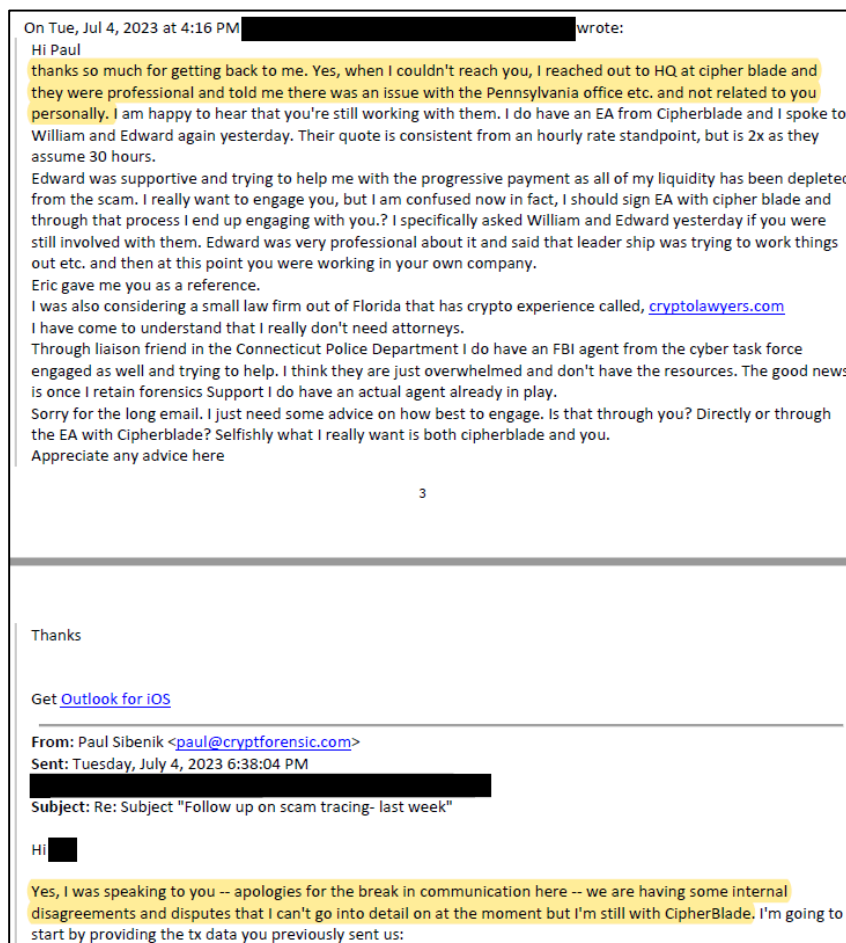 On Tue, Jul 4, 2023 at 4:16 PM wrote:
Hi Paul
thanks so much for getting back to me. Yes, when I couldn't reach you, I reached out to HQ at cipher blade and
they were professional and told me there was an issue with the Pennsylvania office etc. and not related to you
personally. I am happy to hear that you're still working with them. I do have an EA from Cipherblade and I spoke to
William and Edward again yesterday. Their quote is consistent from an hourly rate standpoint, but is 2x as they
assume 30 hours.
Edward was supportive and trying to help me with the progressive payment as all of my liquidity has been depleted
from the scam. I really want to engage you, but I am confused now in fact, I should sign EA with cipher blade and
through that process I end up engaging with you.? I specifically asked William and Edward yesterday if you were
still involved with them. Edward was very professional about it and said that leader ship was trying to work things
out etc. and then at this point you were working in your own company.
Eric gave me you as a reference.
I was also considering a small law firm out of Florida that has crypto experience called, cryptolawyers.com
I have come to understand that I really don't need attorneys.
Through liaison friend in the Connecticut Police Department I do have an FBI agent from the cyber task force
engaged as well and trying to help. I think they are just overwhelmed and don't have the resources. The good news
is once I retain forensics Support I do have an actual agent already in play.
Sorry for the long email. I just need some advice on how best to engage. Is that through you? Directly or through
the EA with Cipherblade? Selfishly what I really want is both cipherblade and you.
Appreciate any advice here
3
Thanks
Get Outlook for iOS
From: Paul Sibenik <paul@cryptforensic.com>
Sent: Tuesday, July 4, 2023 6:38:04 PM
Subject: Re: Subject "Follow up on scam tracing- last week"
Hi
Yes, I was speaking to you -- apologies for the break in communication here -- we are having some internal
disagreements and disputes that I can't go into detail on at the moment but I'm still with CipherBlade. I'm going to
start by providing the tx data you previously sent us: